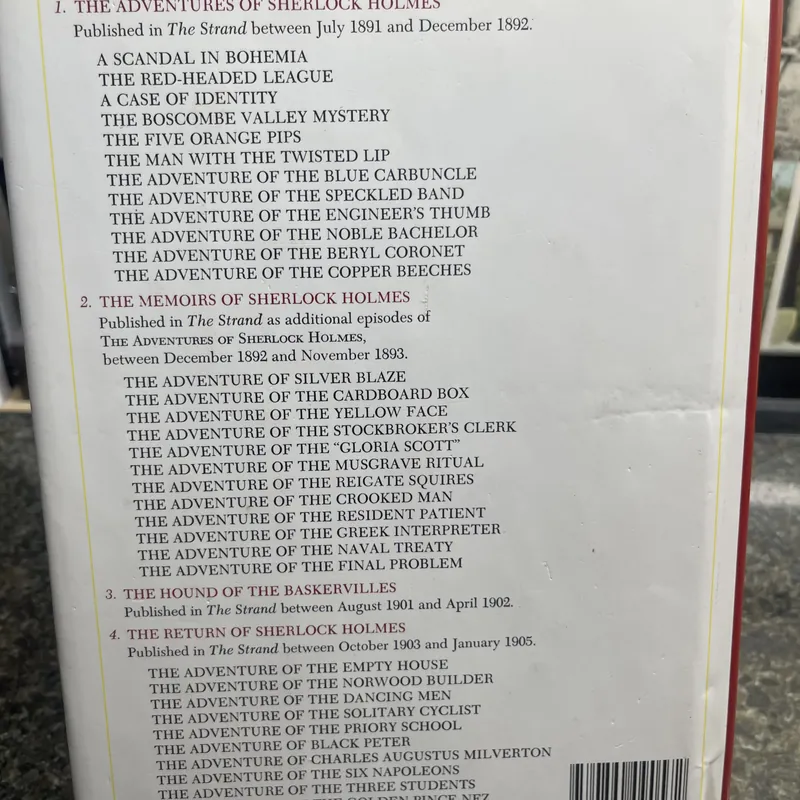 1. THE ADVENTURES OF SHERLOCK HOLMES
Published in The Strand between July 1891 and December 1892.
A SCANDAL IN BOHEMIA
THE RED-HEADED LEAGUE
A CASE OF IDENTITY
THE BOSCOMBE VALLEY MYSTERY
THE FIVE ORANGE PIPS
THE MAN WITH THE TWISTED LIP
THE ADVENTURE OF THE BLUE CARBUNCLE
THE ADVENTURE OF THE SPECKLED BAND
THE ADVENTURE OF THE ENGINEER'S THUMB
THE ADVENTURE OF THE NOBLE BACHELOR
THE ADVENTURE OF THE BERYL CORONET
THE ADVENTURE OF THE COPPER BEECHES
2. THE MEMOIRS OF SHERLOCK HOLMES
Published in The Strand as additional episodes of
THE ADVENTURES OF SHERLOCK HOLMES,
between December 1892 and November 1893.
THE ADVENTURE OF SILVER BLAZE
THE ADVENTURE OF THE CARDBOARD BOX
THE ADVENTURE OF THE YELLOW FACE
THE ADVENTURE OF THE STOCKBROKER'S CLERK
THE ADVENTURE OF THE “GLORIA SCOTT”
THE ADVENTURE OF THE MUSGRAVE RITUAL
THE ADVENTURE OF THE REIGATE SQUIRES
THE ADVENTURE OF THE CROOKED MAN
THE ADVENTURE OF THE RESIDENT PATIENT
THE ADVENTURE OF THE GREEK INTERPRETER
THE ADVENTURE OF THE NAVAL TREATY
THE ADVENTURE OF THE FINAL PROBLEM
3. THE HOUND OF THE BASKERVILLES
Published in The Strand between August 1901 and April 1902.
4. THE RETURN OF SHERLOCK HOLMES
Published in The Strand between October 1903 and January 1905.
THE ADVENTURE OF THE EMPTY HOUSE
THE ADVENTURE OF THE NORWOOD BUILDER
THE ADVENTURE OF THE DANCING MEN
THE ADVENTURE OF THE SOLITARY CYCLIST
THE ADVENTURE OF THE PRIORY SCHOOL
THE ADVENTURE OF BLACK PETER
THE ADVENTURE OF CHARLES AUGUSTUS MILVERTON
THE ADVENTURE OF THE SIX NAPOLEONS
THE ADVENTURE OF THE THREE STUDENTS
THE GOLDEN PINCE-NEZ